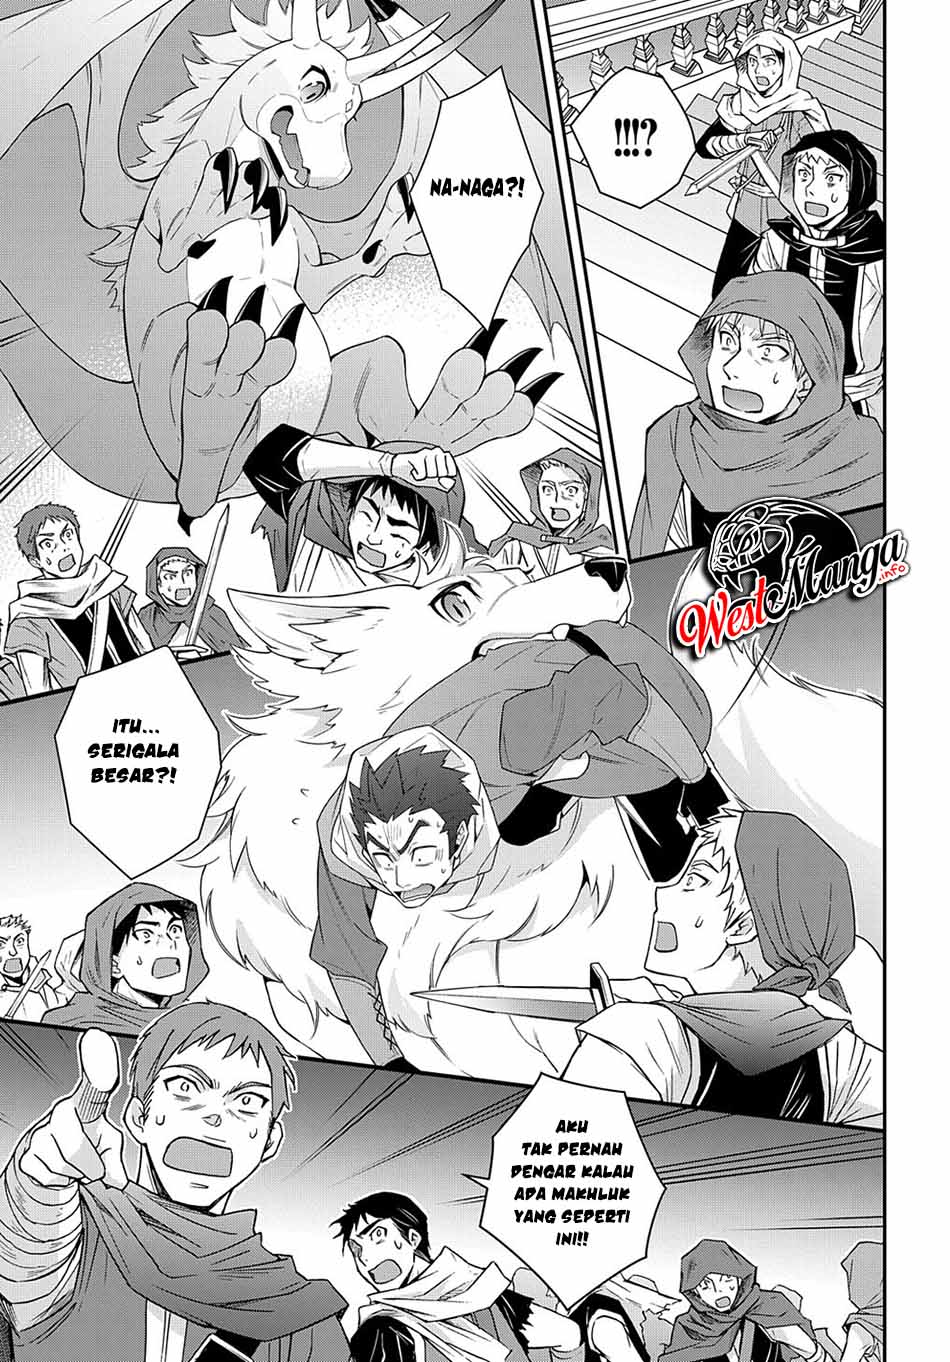 !!!?
NA-NAGA?!
WestManga
.info
ITU...
SERIGALA
BESAR?!
AKU
TAK PERNAH
DENGAR KALAU
ADA MAKHLUK
YANG SEPERTI
INI!!